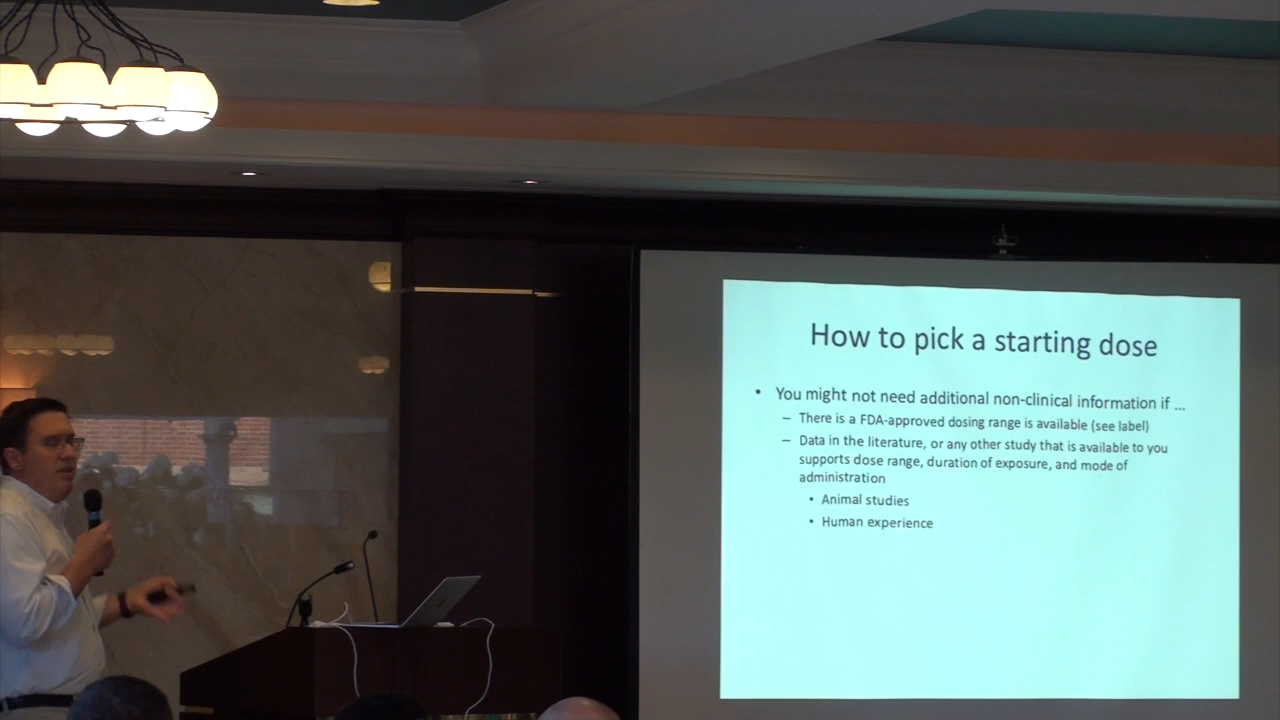 How to pick a starting dose
• You might not need additional non-clinical information if ...
– There is a FDA-approved dosing range is available (see label)
– Data in the literature, or any other study that is available to you
supports dose range, duration of exposure, and mode of
administration
• Animal studies
• Human experience